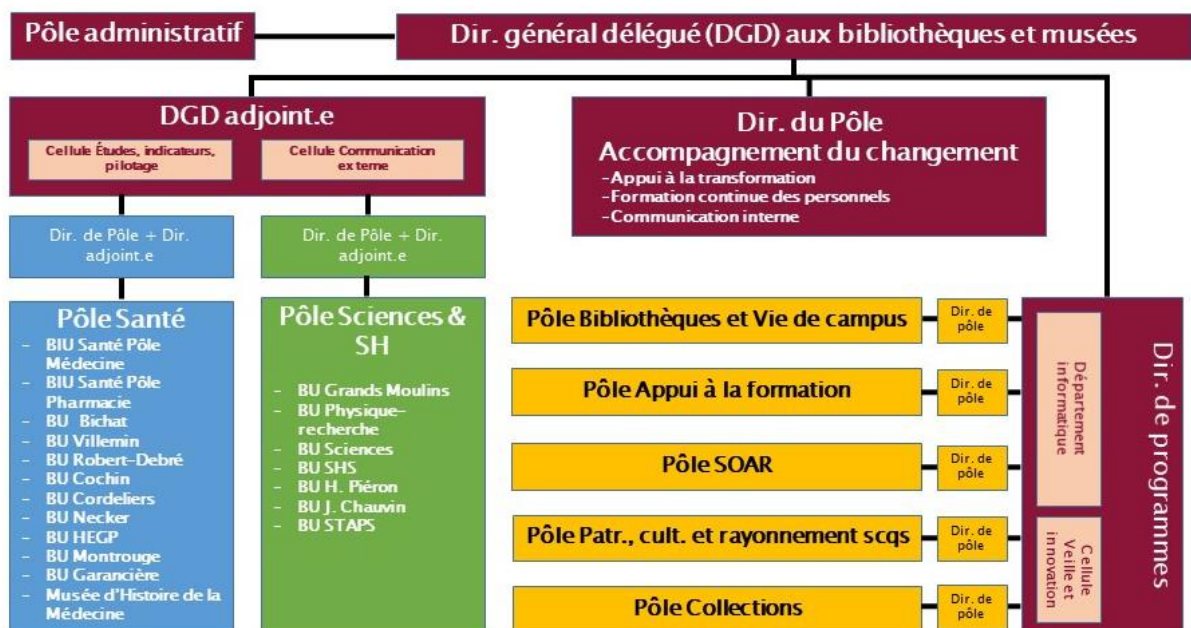 Pôle administratif
Dir. général délégué (DGD) aux bibliothèques et musées
DGD adjoint.e
Cellule Études, indicateurs,
pilotage
Cellule Communication
externe
Dir. du Pôle
Accompagnement du changement
-Appui à la transformation
-Formation continue des personnels
-Communication interne
Dir. de Pôle + Dir.
adjoint.e
Dir. de Pôle + Dir.
adjoint.e
Pôle Santé
- BIU Santé Pôle
Médecine
- BIU Santé Pôle
Pharmacie
- BU Bichat
- BU Villemin
- BU Robert-Debré
- BU Cochin
- BU Cordeliers
- BU Necker
- BU HEGP
- BU Montrouge
- BU Garancière
- Musée d'Histoire de la
Médecine
Pôle Sciences &
SH
- BU Grands Moulins
- BU Physique-
recherche
- BU Sciences
- BU SHS
- BU H. Piéron
- BU J. Chauvin
- BU STAPS
Pôle Bibliothèques et Vie de campus
Dir. de
pôle
Pôle Appui à la formation
Dir. de
pôle
Pôle SOAR
Dir. de
pôle
Pôle Patr., cult. et rayonnement scqs
Dir. de
pôle
Pôle Collections
Dir. de
pôle
Département
informatique
Cellule
Veille et
innovation
Dir. de programmes